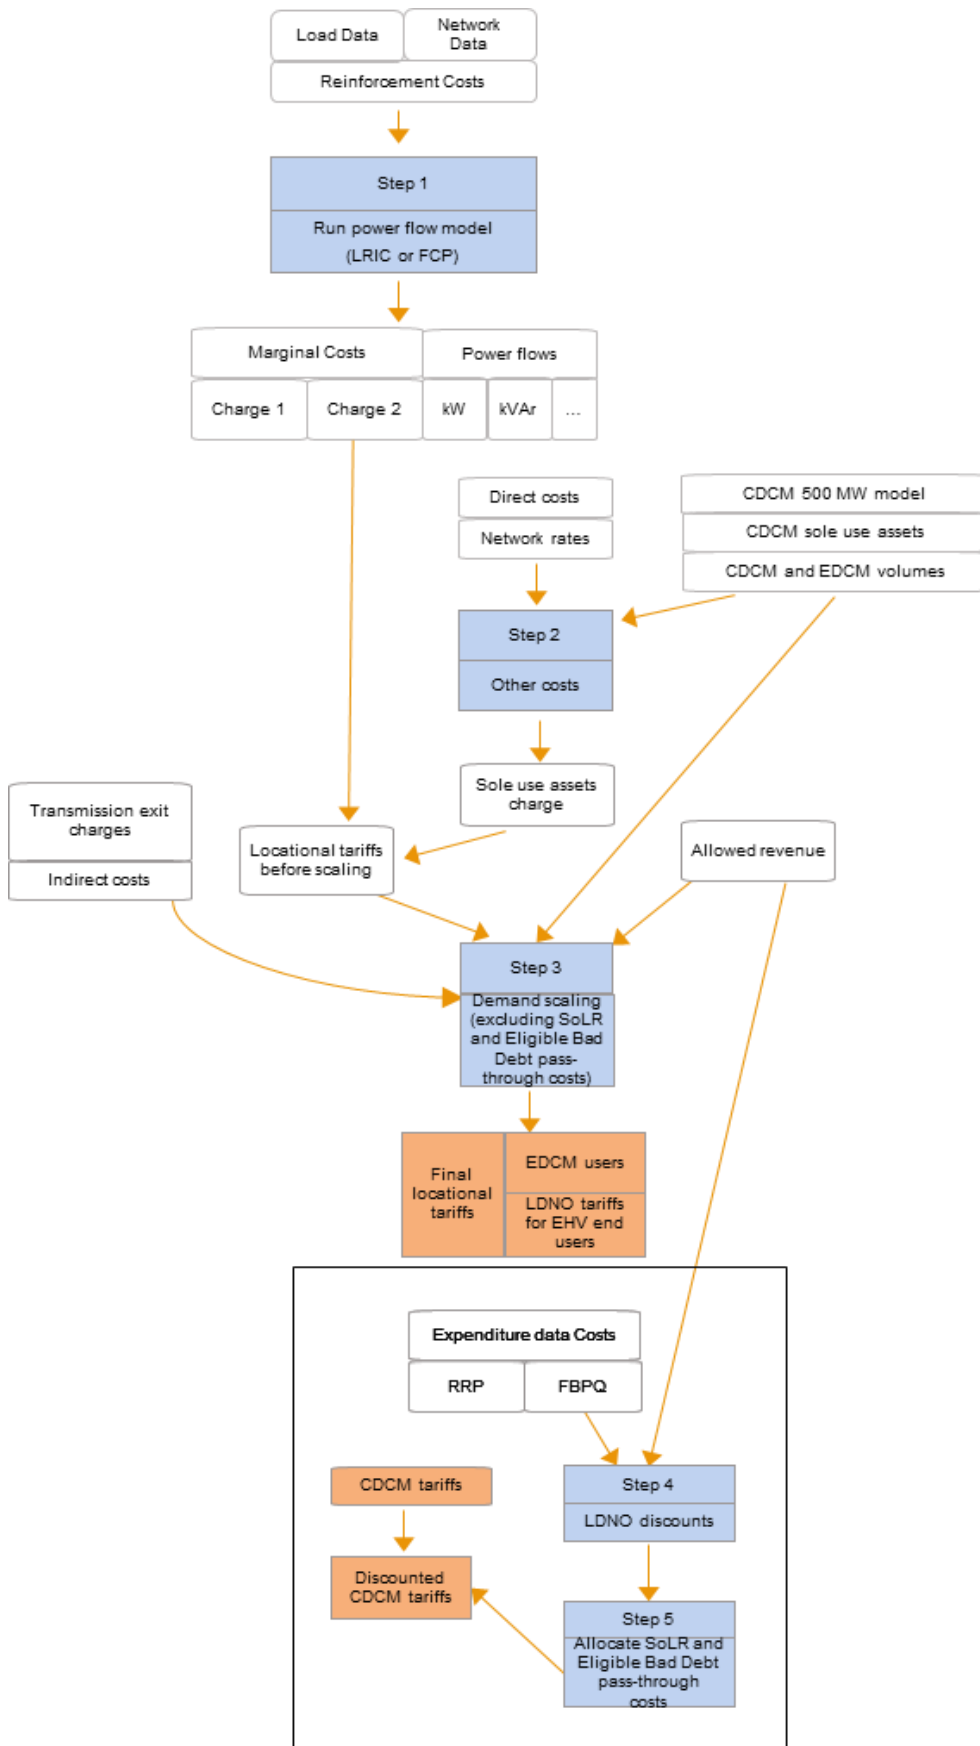 Load Data
Network
Data
Reinforcement Costs
Step 1
Run power flow model
(LRIC or FCP)
Marginal Costs
Power flows
Charge 1
Charge 2
kW
kVAr
...
Direct costs
Network rates
CDCM 500 MW model
CDCM sole use assets
CDCM and EDCM volumes
Step 2
Other costs
Sole use assets
charge
Transmission exit
charges
Indirect costs
Locational tariffs
before scaling
Allowed revenue
Step 3
Demand scaling
(excluding SoLR
and Eligible Bad
Debt pass-
through costs)
Final
locational
tariffs
EDCM users
LDNO tariffs
for EHV end
users
Expenditure data Costs
RRP
FBPQ
CDCM tariffs
Step 4
LDNO discounts
Discounted
CDCM tariffs
Step 5
Allocate SoLR and
Eligible Bad Debt
pass-through
costs